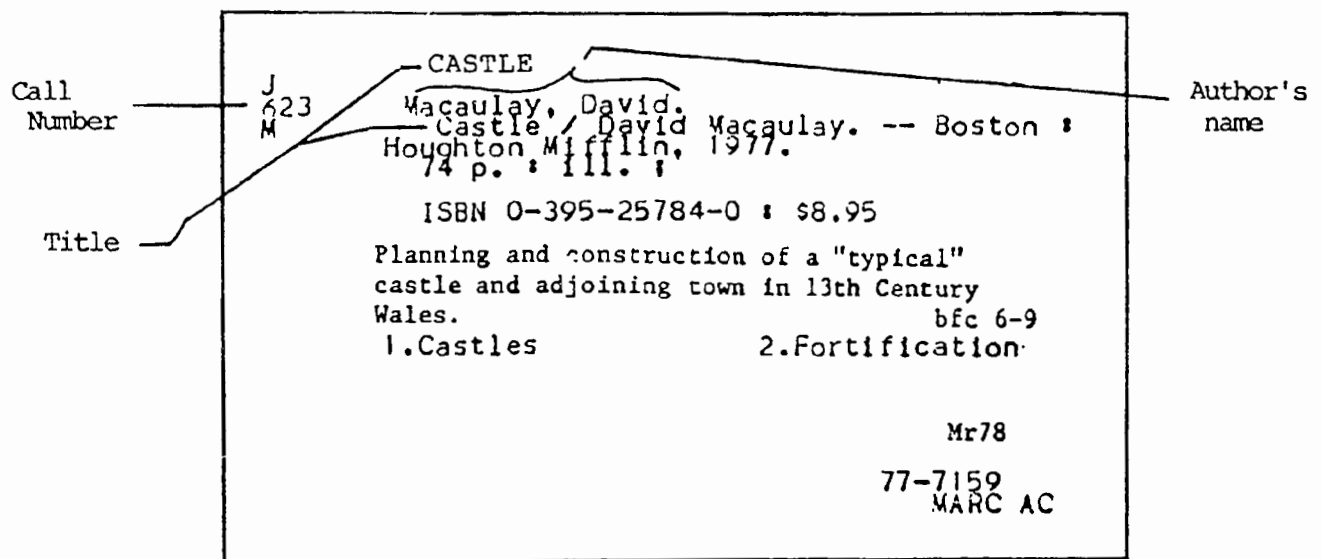 CASTLE
Call Number
J
623
M
Macaulay, David.
Castle / David Macaulay. -- Boston :
Houghton Mifflin, 1977.
74 p. : ill. ;
Author's name
ISBN 0-395-25784-0 : $8.95
Title
Planning and construction of a "typical"
castle and adjoining town in 13th Century
Wales.
bfc 6-9
1.Castles 2.Fortification
Mr78
77-7159
MARC AC